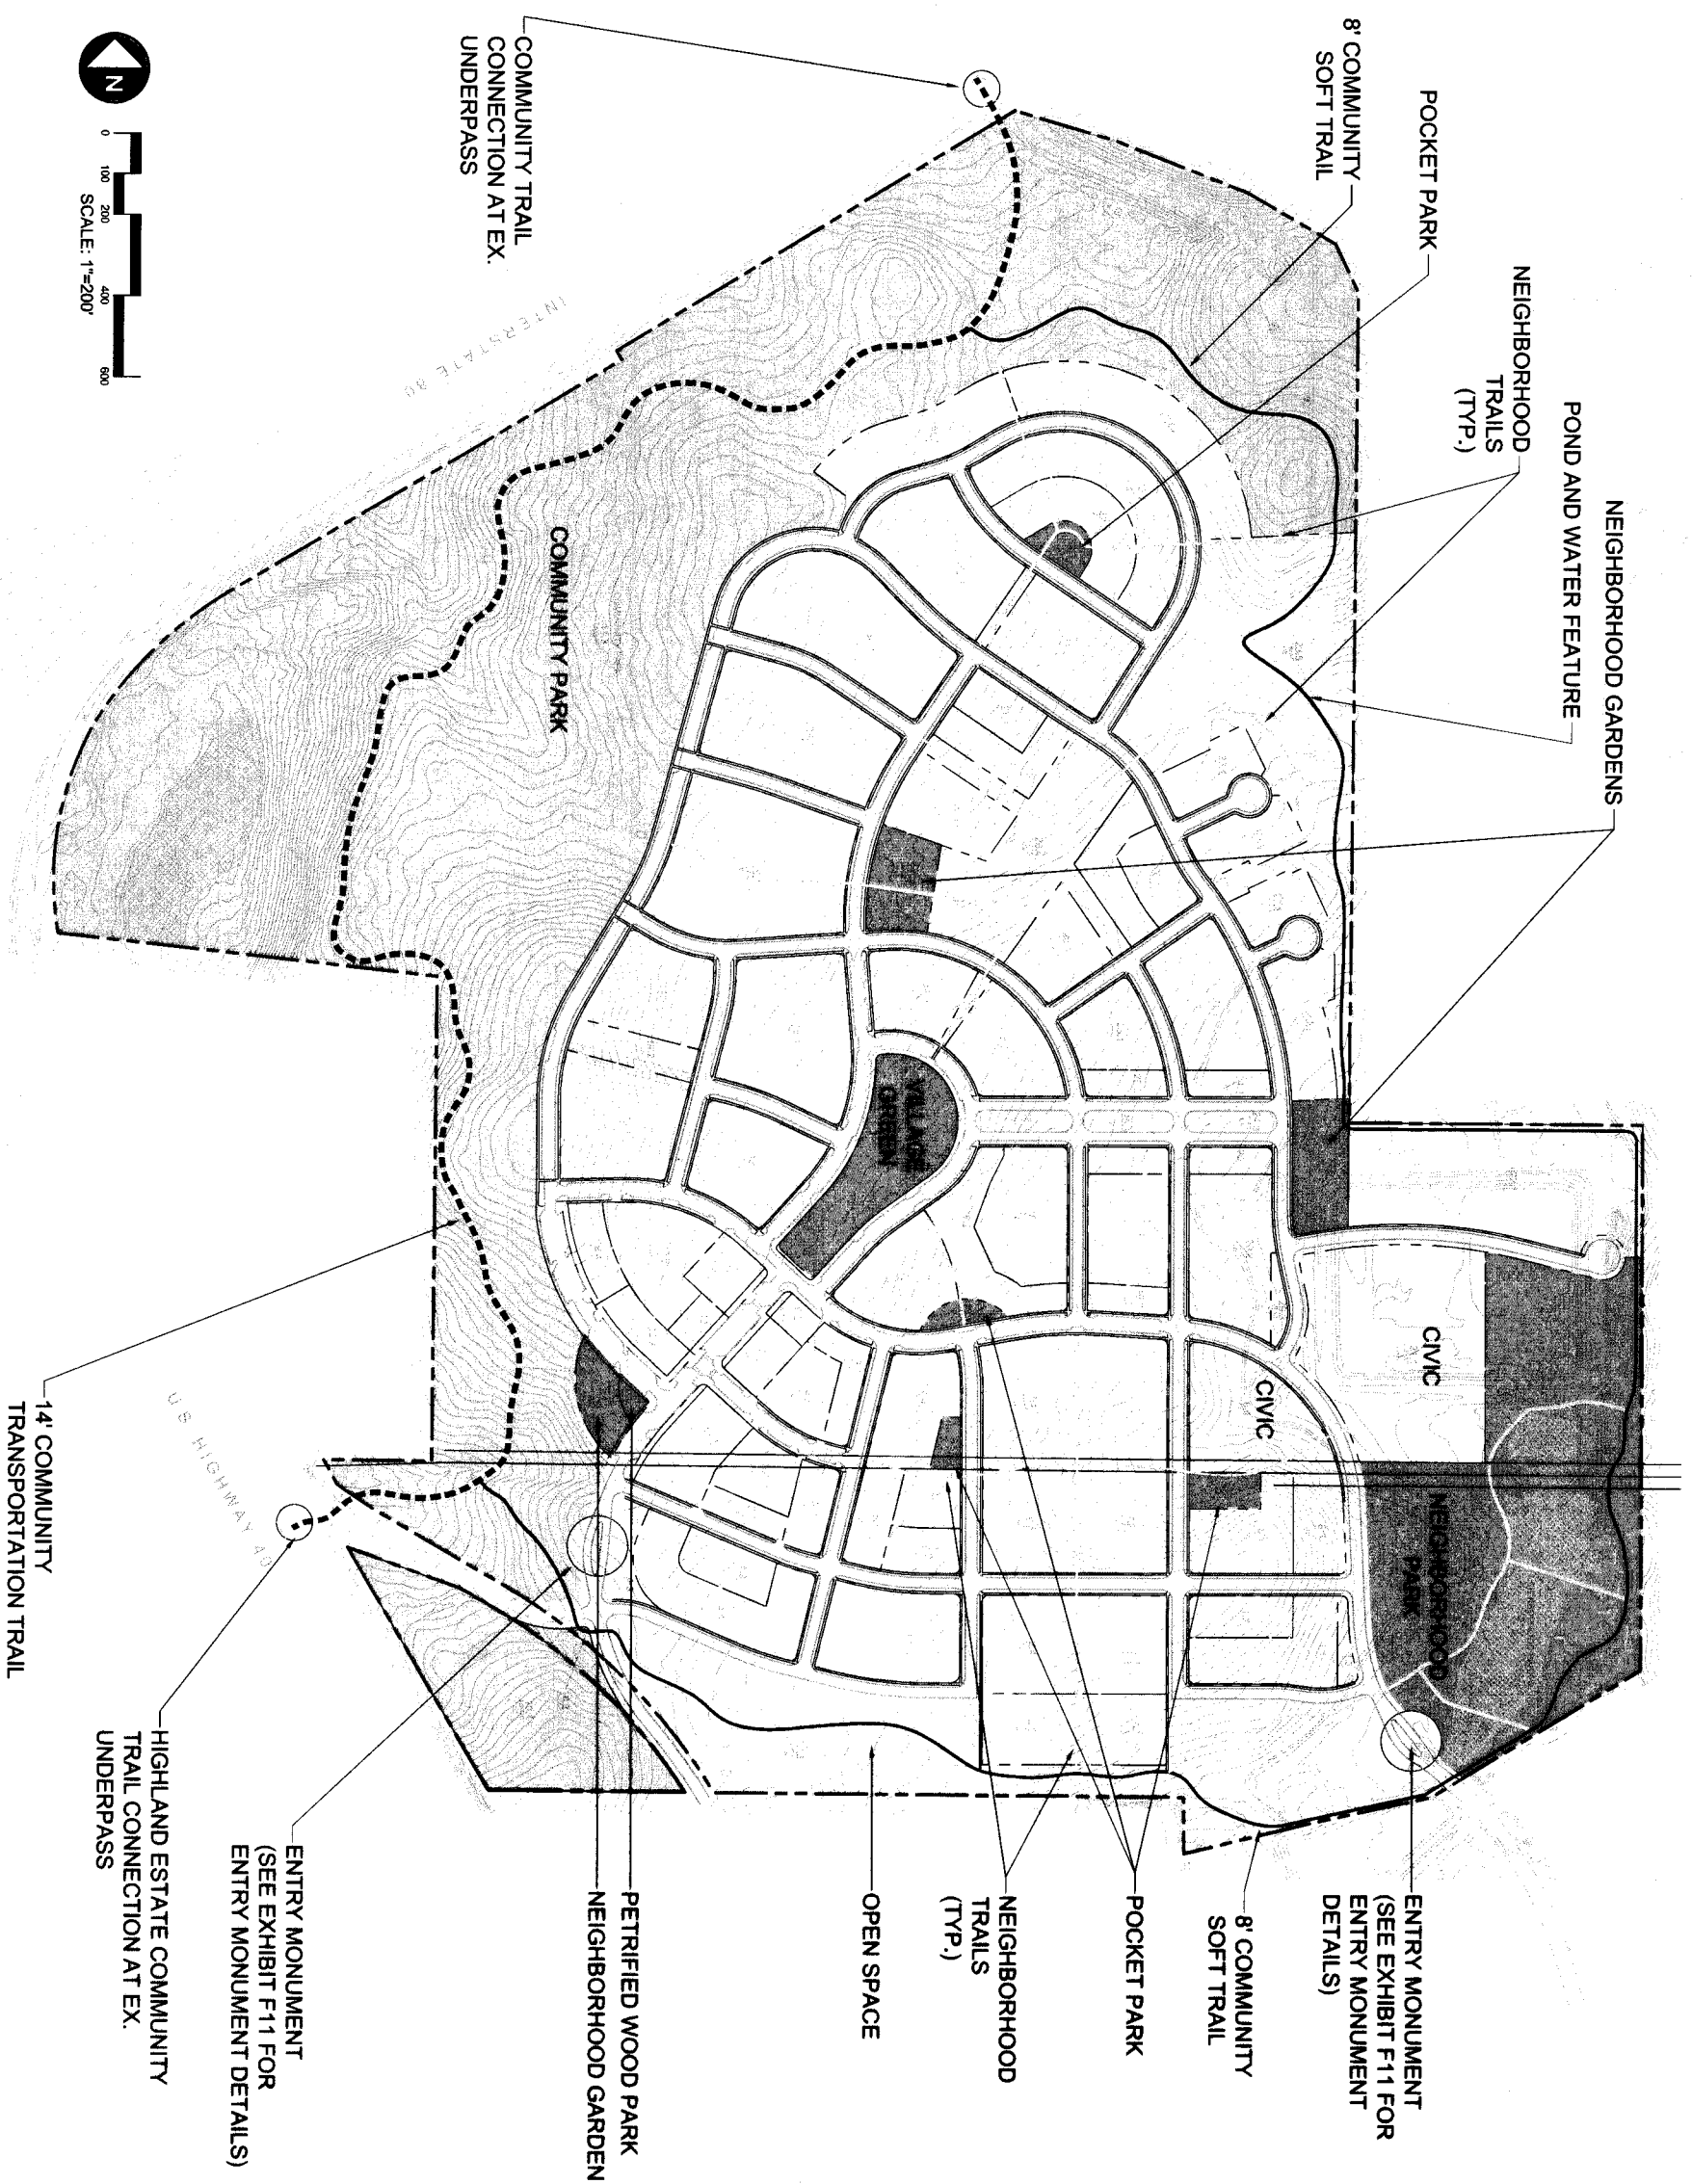 8' COMMUNITY
SOFT TRAIL
POCKET PARK
NEIGHBORHOOD
TRAILS
(TYP.)
POND AND WATER FEATURE
NEIGHBORHOOD GARDENS
COMMUNITY TRAIL
CONNECTION AT EX.
UNDERPASS
N
0
100
200
400
600
SCALE: 1"=200'
INTERSTATE 80
COMMUNITY PARK
VILLAGE
GREEN
CIVIC
CIVIC
NEIGHBORHOOD
PARK
US HIGHWAY 40
14' COMMUNITY
TRANSPORTATION TRAIL
HIGHLAND ESTATE COMMUNITY
TRAIL CONNECTION AT EX.
UNDERPASS
ENTRY MONUMENT
(SEE EXHIBIT F11 FOR
ENTRY MONUMENT DETAILS)
PETRIFIED WOOD PARK
NEIGHBORHOOD GARDEN
OPEN SPACE
NEIGHBORHOOD
TRAILS
(TYP.)
POCKET PARK
8' COMMUNITY
SOFT TRAIL
ENTRY MONUMENT
(SEE EXHIBIT F11 FOR
ENTRY MONUMENT
DETAILS)